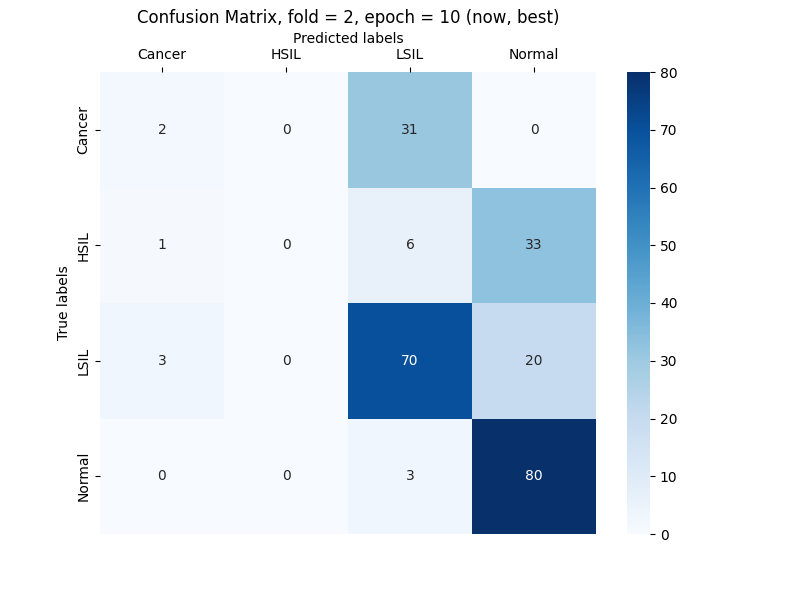 Confusion Matrix, fold = 2, epoch = 10 (now, best)
Predicted labels
Cancer HSIL LSIL Normal
True labels
Cancer 2 0 31 0
HSIL 1 0 6 33
LSIL 3 0 70 20
Normal 0 0 3 80
80
70
60
50
40
30
20
10
0